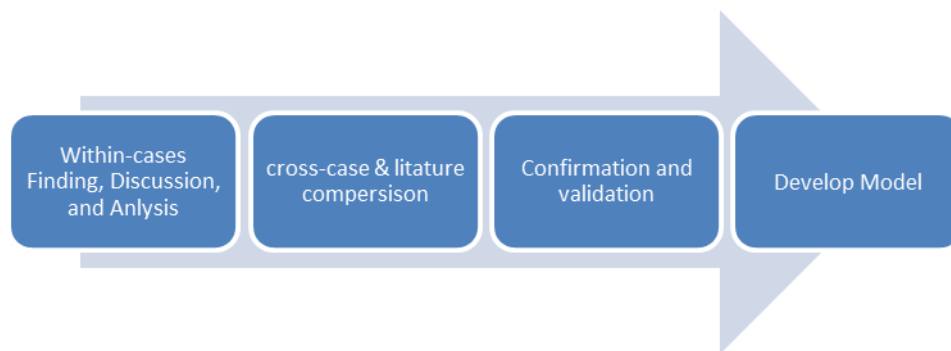 Within-cases
Finding, Discussion,
and Anlysis
cross-case & litature
compersison
Confirmation and
validation
Develop Model